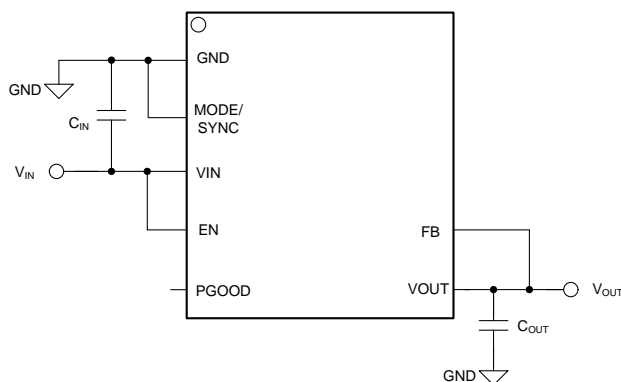 GND
GND
C_IN
MODE/
SYNC
V_IN
VIN
EN
FB
PGOOD
VOUT
V_OUT
C_OUT
GND